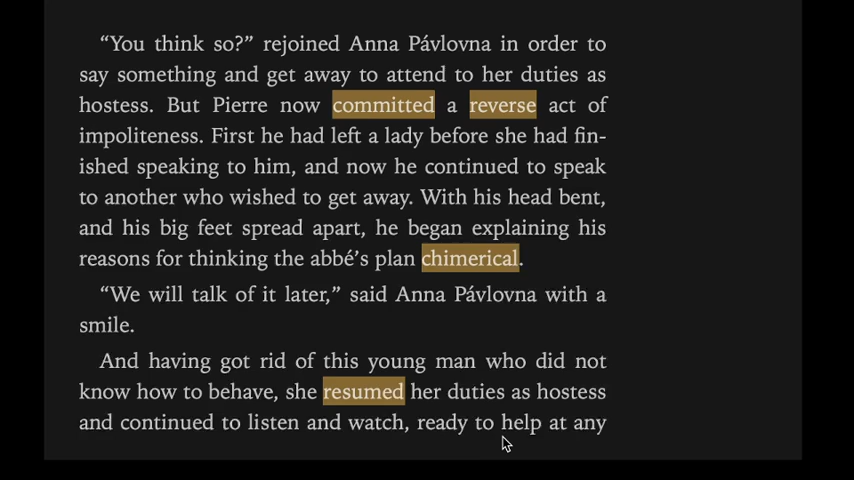 “You think so?” rejoined Anna Pávlovna in order to
say something and get away to attend to her duties as
hostess. But Pierre now committed a reverse act of
impoliteness. First he had left a lady before she had fin-
ished speaking to him, and now he continued to speak
to another who wished to get away. With his head bent,
and his big feet spread apart, he began explaining his
reasons for thinking the abbé’s plan chimerical.
“We will talk of it later,” said Anna Pávlovna with a
smile.
And having got rid of this young man who did not
know how to behave, she resumed her duties as hostess
and continued to listen and watch, ready to help at any